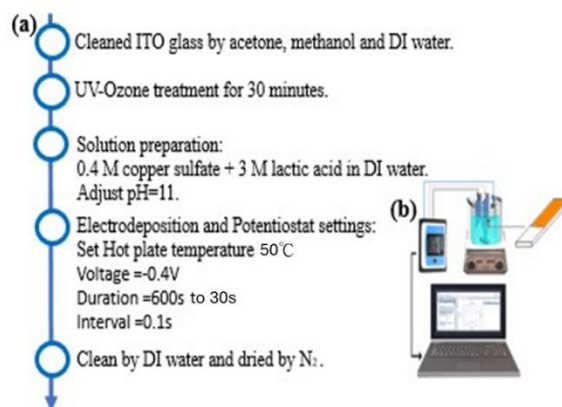 (a)
Cleaned ITO glass by acetone, methanol and DI water.
UV-Ozone treatment for 30 minutes.
Solution preparation:
0.4 M copper sulfate + 3 M lactic acid in DI water.
Adjust pH=11.
Electrodeposition and Potentiostat settings:
Set Hot plate temperature 50℃
Voltage =-0.4V
Duration =600s to 30s
Interval =0.1s
Clean by DI water and dried by N₂.
(b)